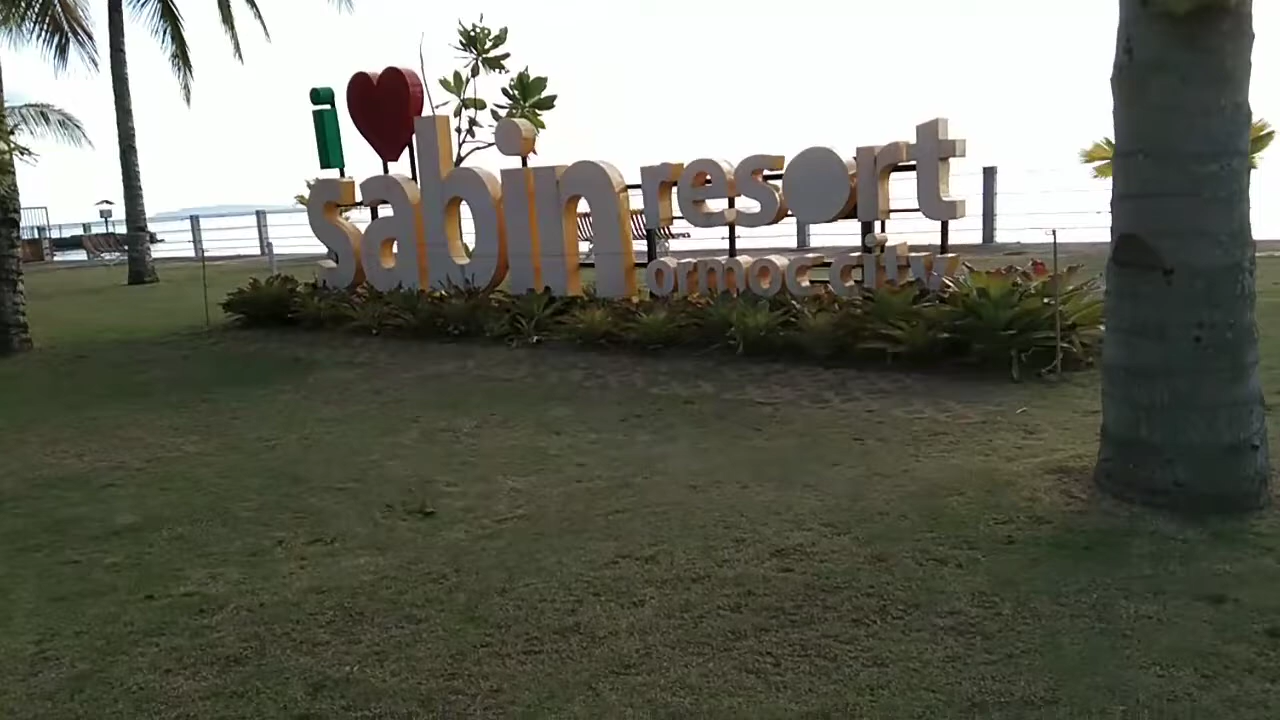 i ❤
sabin resort
ormoc city